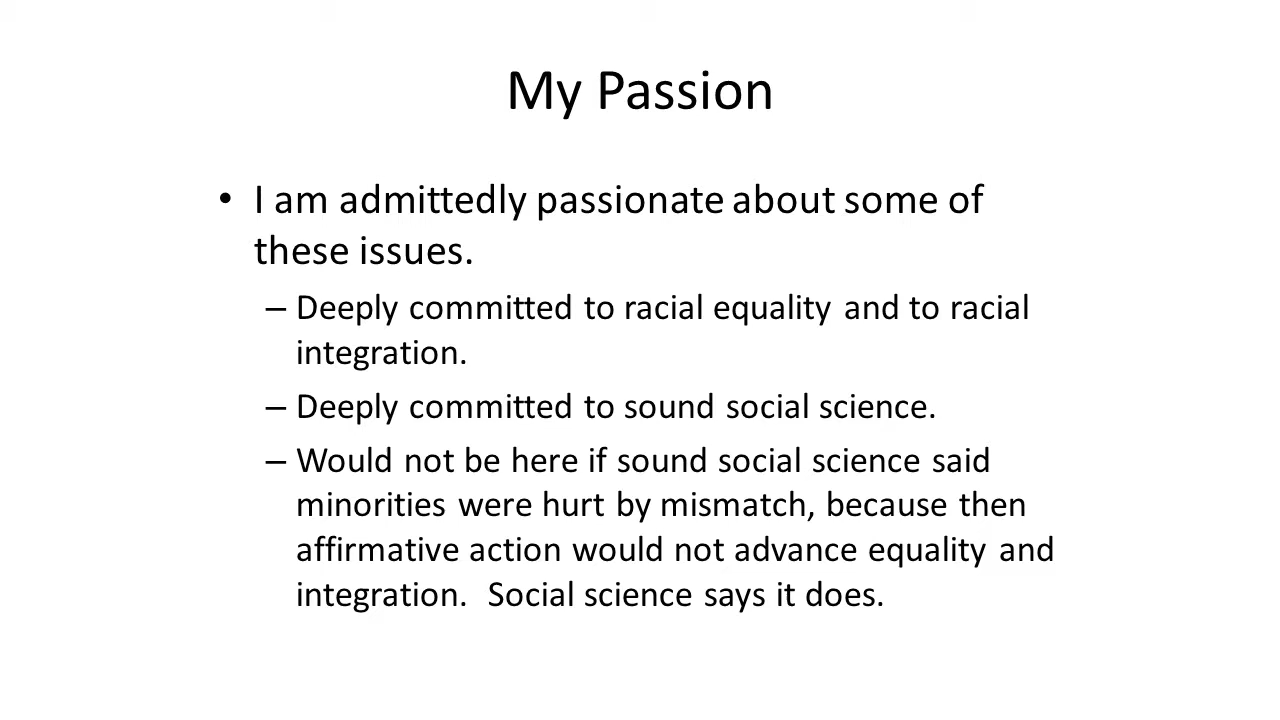 My Passion
• I am admittedly passionate about some of
these issues.
– Deeply committed to racial equality and to racial
integration.
– Deeply committed to sound social science.
– Would not be here if sound social science said
minorities were hurt by mismatch, because then
affirmative action would not advance equality and
integration.  Social science says it does.